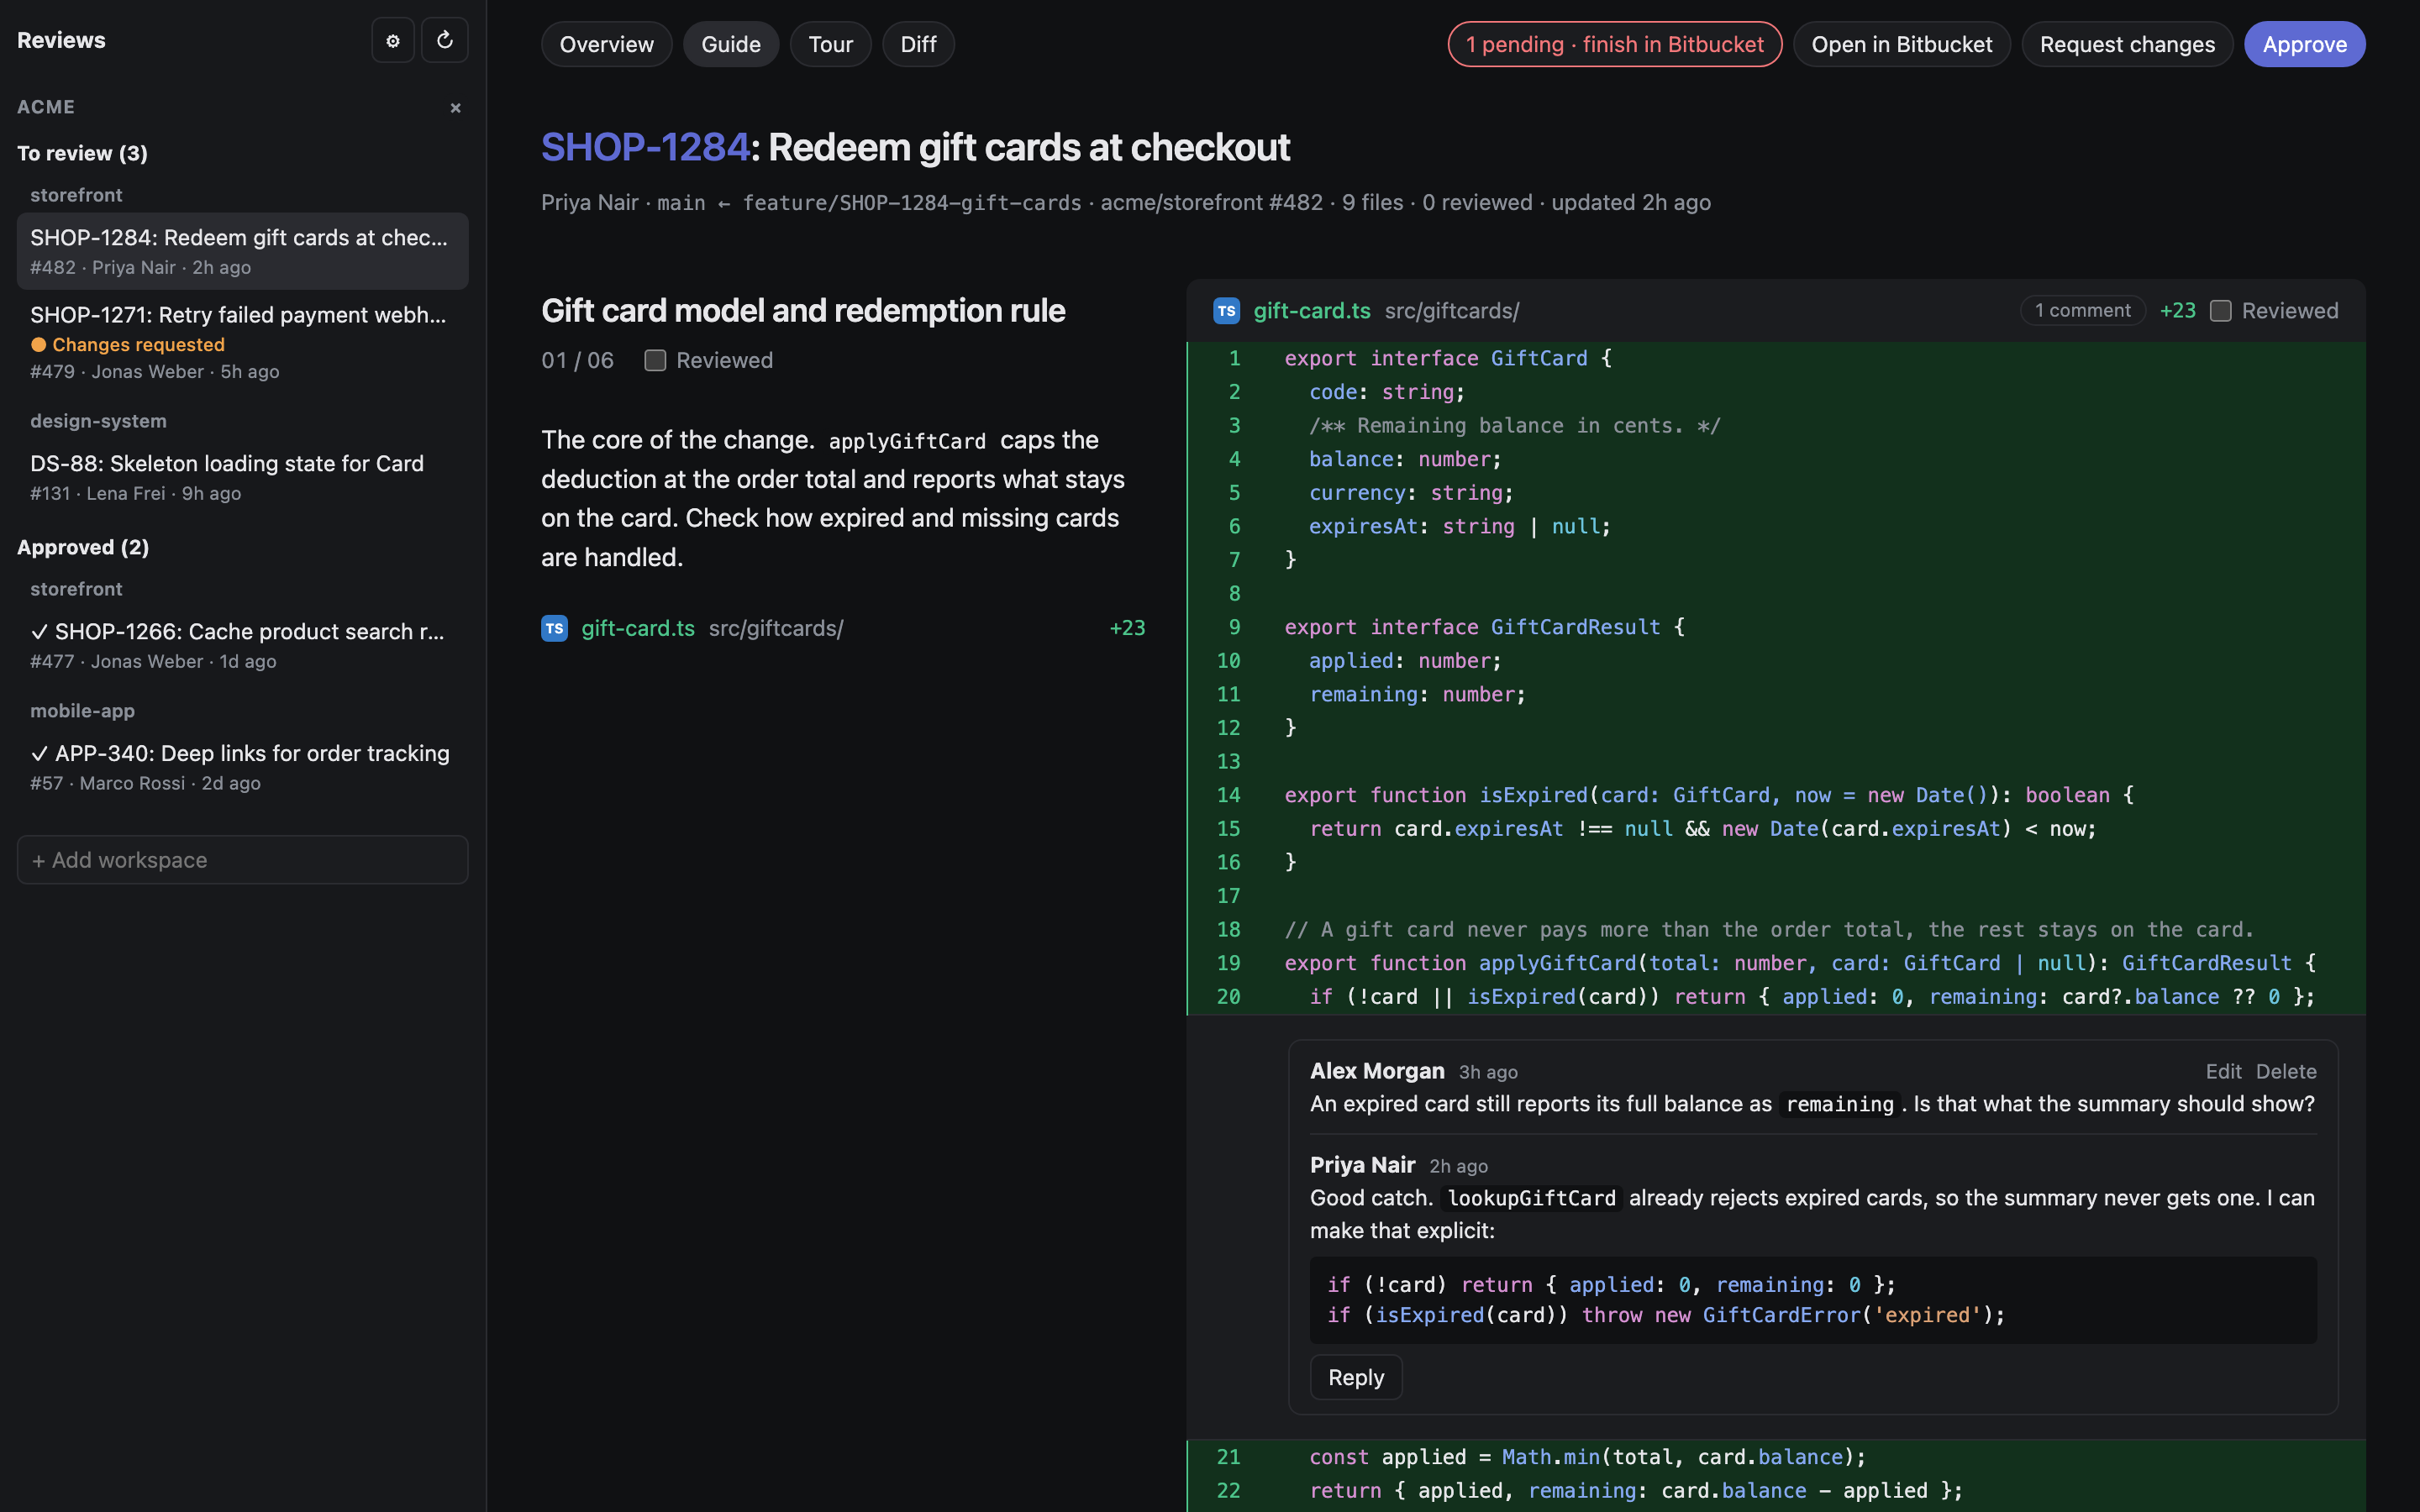 Reviews
ACME
×
To review (3)
storefront
SHOP-1284: Redeem gift cards at chec...
#482 · Priya Nair · 2h ago
SHOP-1271: Retry failed payment webh...
Changes requested
#479 · Jonas Weber · 5h ago
design-system
DS-88: Skeleton loading state for Card
#131 · Lena Frei · 9h ago
Approved (2)
storefront
✓ SHOP-1266: Cache product search r...
#477 · Jonas Weber · 1d ago
mobile-app
✓ APP-340: Deep links for order tracking
#57 · Marco Rossi · 2d ago
+ Add workspace
Overview Guide Tour Diff
1 pending · finish in Bitbucket Open in Bitbucket Request changes Approve
SHOP-1284: Redeem gift cards at checkout
Priya Nair · main ← feature/SHOP-1284-gift-cards · acme/storefront #482 · 9 files · 0 reviewed · updated 2h ago
Gift card model and redemption rule
01 / 06 Reviewed
The core of the change. applyGiftCard caps the
deduction at the order total and reports what stays
on the card. Check how expired and missing cards
are handled.
TS gift-card.ts src/giftcards/ +23
TS gift-card.ts src/giftcards/ 1 comment +23 Reviewed
1 export interface GiftCard {
2 code: string;
3 /** Remaining balance in cents. */
4 balance: number;
5 currency: string;
6 expiresAt: string | null;
7 }
8
9 export interface GiftCardResult {
10 applied: number;
11 remaining: number;
12 }
13
14 export function isExpired(card: GiftCard, now = new Date()): boolean {
15 return card.expiresAt !== null && new Date(card.expiresAt) < now;
16 }
17
18 // A gift card never pays more than the order total, the rest stays on the card.
19 export function applyGiftCard(total: number, card: GiftCard | null): GiftCardResult {
20 if (!card || isExpired(card)) return { applied: 0, remaining: card?.balance ?? 0 };
Alex Morgan 3h ago Edit Delete
An expired card still reports its full balance as remaining. Is that what the summary should show?
Priya Nair 2h ago
Good catch. lookupGiftCard already rejects expired cards, so the summary never gets one. I can
make that explicit:
if (!card) return { applied: 0, remaining: 0 };
if (isExpired(card)) throw new GiftCardError('expired');
Reply
21 const applied = Math.min(total, card.balance);
22 return { applied, remaining: card.balance - applied };